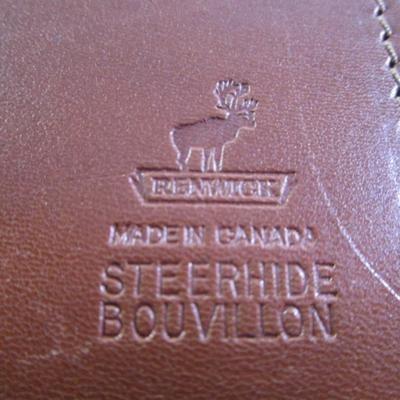 RENWICK
MADE IN CANADA
STEERHIDE
BOUVILLON